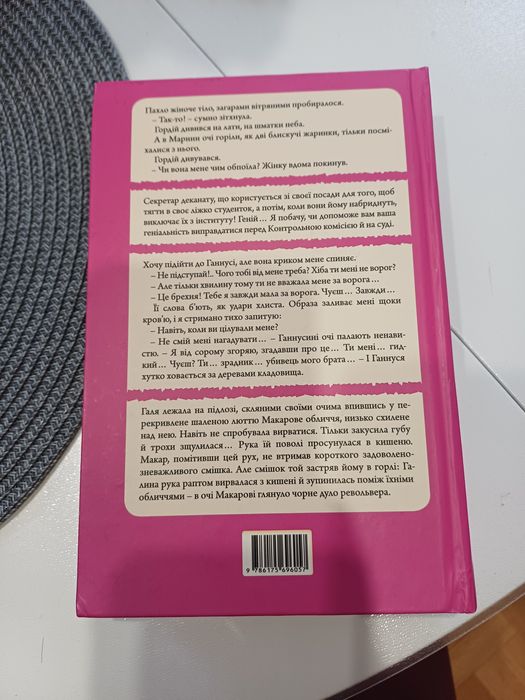 Пахло жіноче тіло, загарами вітряними пробиралося.
– Так-то! – сумно зітхнула.
Гордій дивився на лати, на шматки неба.
А в Марини очі горіли, як дві блискучі жаринки, тільки посмі-
халися з нього.
Гордій дивувався.
– Чи вона мене чим обпоїла? Жінку вдома покинув.
Секретар деканату, що користується зі своєї посади для того, щоб
тягти в своє ліжко студенток, а потім, коли вони йому набриднуть,
виключає їх з інституту! Геній... Я побачу, чи допоможе вам ваша
геніальність виправдатися перед Контрольною комісією й на суді.
Хочу підійти до Ганнусі, але вона криком мене спиняє.
– Не підступай!.. Чого тобі від мене треба? Хіба ти мені не ворог?
– Але тільки хвилину тому ти не вважала мене за ворога...
– Це брехня! Тебе я завжди мала за ворога. Чуєш... Завжди...
Її слова б'ють, як удари хлиста. Образа заливає мені щоки
кров'ю, і я стримано тихо запитую:
– Навіть, коли ви цілували мене?
– Не смій мені нагадувати... – Ганнусині очі палають ненави-
стю. – Я від сорому згоряю, згадавши про це... Ти мені... гид-
кий... Чуєш? Ти... зрадник... убивець мого брата... – І Ганнуся
хутко ховається за деревами кладовища.
Галя лежала на підлозі, скляними своїми очима впившись у пе-
рекривлене шаленою люттю Макарове обличчя, низько схилене
над нею. Навіть не спробувала вирватися. Тільки закусила губу
й трохи зщулилася... Рука їй поволі просунулася в кишеню.
Макар, помітивши цей рух, не втримав короткого задоволено-
зневажливого смішка. Але смішок той застряв йому в горлі: Га-
лина рука раптом вирвалася з кишені й зупинилась поміж їхніми
обличчями – в очі Макарові глянуло чорне дуло револьвера.
9 786175 696057